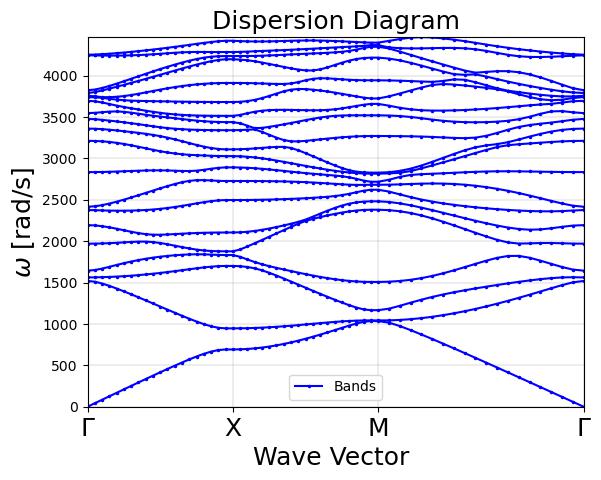 Dispersion Diagram
4000
3500
3000
2500
2000
1500
1000
500
0
ω [rad/s]
Bands
Γ X M Γ
Wave Vector